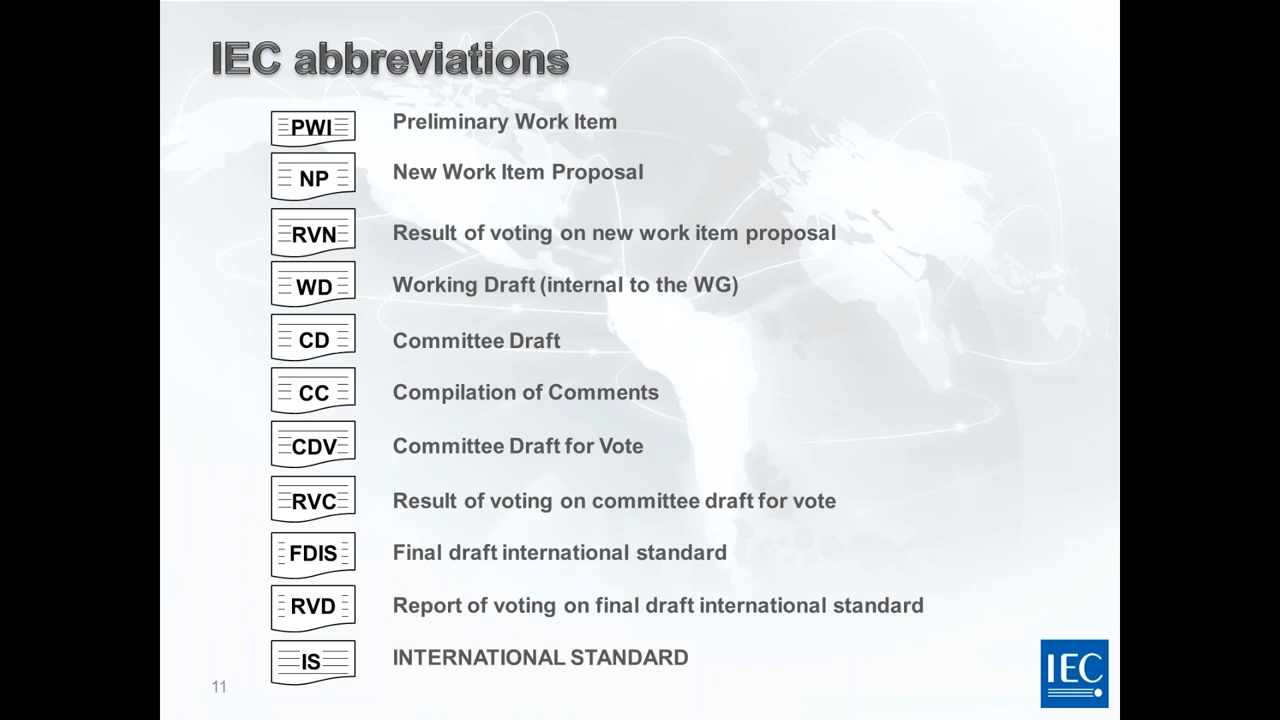 IEC abbreviations
PWI Preliminary Work Item
NP New Work Item Proposal
RVN Result of voting on new work item proposal
WD Working Draft (internal to the WG)
CD Committee Draft
CC Compilation of Comments
CDV Committee Draft for Vote
RVC Result of voting on committee draft for vote
FDIS Final draft international standard
RVD Report of voting on final draft international standard
IS INTERNATIONAL STANDARD
11
IEC